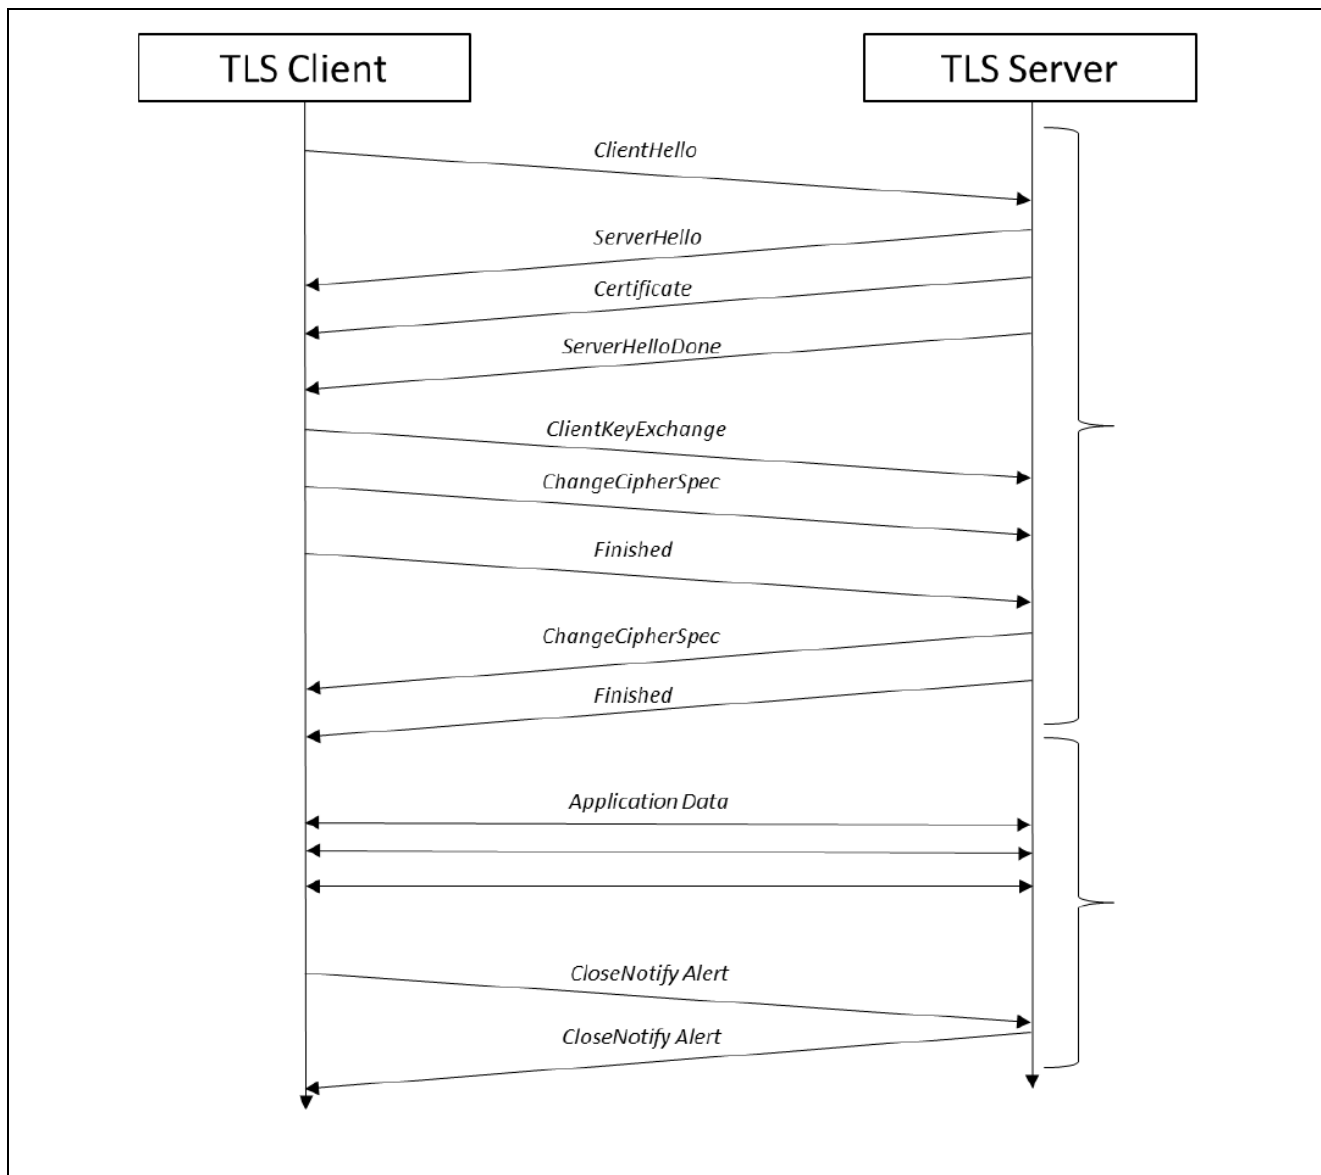 TLS Client
TLS Server
ClientHello
ServerHello
Certificate
ServerHelloDone
ClientKeyExchange
ChangeCipherSpec
Finished
ChangeCipherSpec
Finished
Application Data
CloseNotify Alert
CloseNotify Alert